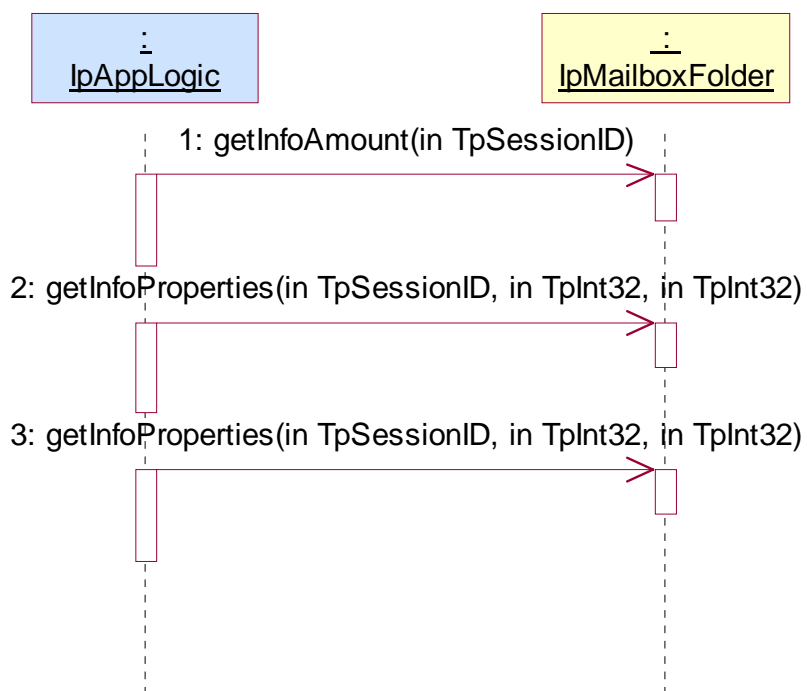 :
IpAppLogic
:
IpMailboxFolder
1: getInfoAmount(in TpSessionID)
2: getInfoProperties(in TpSessionID, in TpInt32, in TpInt32)
3: getInfoProperties(in TpSessionID, in TpInt32, in TpInt32)